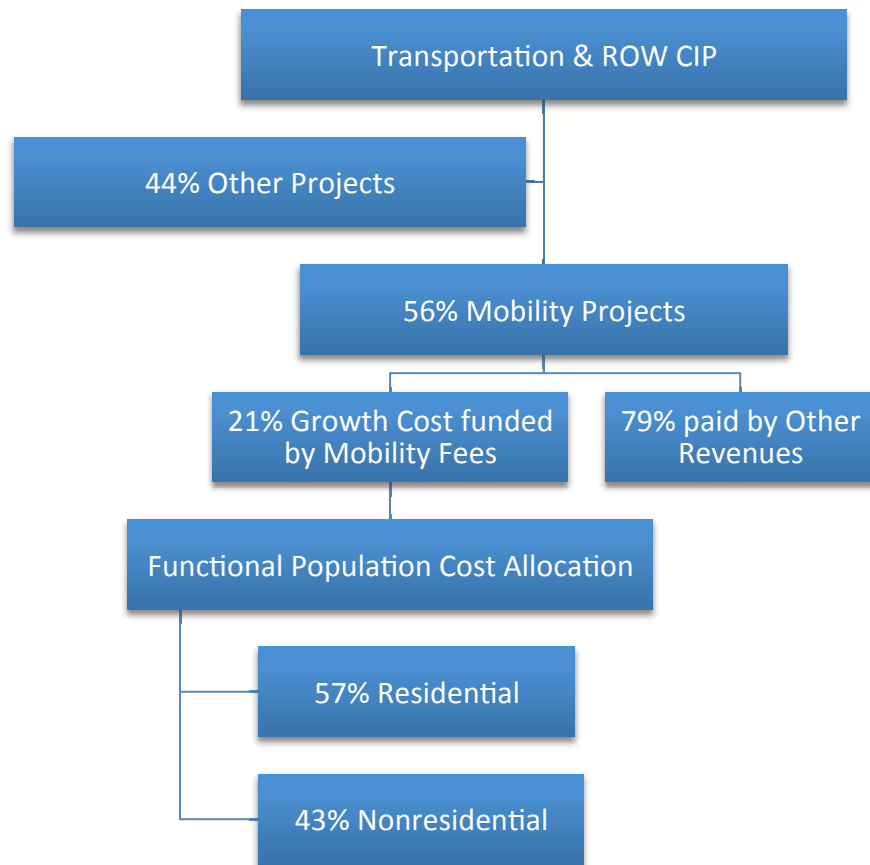 Transportation & ROW CIP
44% Other Projects
56% Mobility Projects
21% Growth Cost funded
by Mobility Fees
79% paid by Other
Revenues
Functional Population Cost Allocation
57% Residential
43% Nonresidential